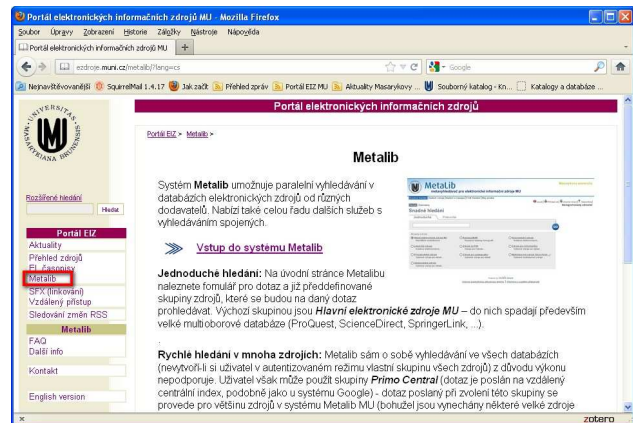 Portál elektronických informačních zdrojů MU - Mozilla Firefox
Soubor Úpravy Zobrazení Historie Záložky Nástroje Nápověda
Portál elektronických informačních zdrojů MU
ezdroje.muni.cz/metalib/?lang=cs
Google
Nejnavštěvovanější SquirrelMail 1.4.17 Jak začít Přehled zpráv Portál EIZ MU Aktuality Masarykovy ... Souborný katalog - Kn... Katalogy a databáze ...
UNIVERSITAS MASARYKIANA BRUNENSIS
Portál elektronických informačních zdrojů
Portál EIZ > Metalib >
Metalib
Rozšířené hledání
Hledat
Portál EIZ
Aktuality
Přehled zdrojů
El. časopisy
Metalib
SFX (linkování)
Vzdálený přístup
Sledování změn RSS
Metalib
FAQ
Další info
Kontakt
English version
Systém Metalib umožnuje paralelní vyhledávání v
databázích elektronických zdrojů od různých
dodavatelů. Nabízí také celou řadu dalších služeb s
vyhledáváním spojených.
MetaLib
Vstup do systému Metalib
Jednoduché hledání: Na úvodní stránce Metalibu
naleznete fomulář pro dotaz a již předdefinované
skupiny zdrojů, které se budou na daný dotaz
prohledávat. Výchozí skupinou jsou Hlavní elektronické zdroje MU – do nich spadají především
velké multioborové databáze (ProQuest, ScienceDirect, SpringerLink, ...).
.
Rychlé hledání v mnoha zdrojích: Metalib sám o sobě vyhledávání ve všech databázích
(nevytvoří-li si uživatel v autentizovaném režimu vlastní skupinu všech zdrojů) z důvodu výkonu
nepodporuje. Uživatel však může použít skupiny Primo Central (dotaz je poslán na vzdálený
centrální index, podobně jako u systému Google) - dotaz poslaný při zvolení této skupiny se
provede pro většinu zdrojů v systému Metalib MU (bohužel jsou vynechány některé velké zdroje
zotero